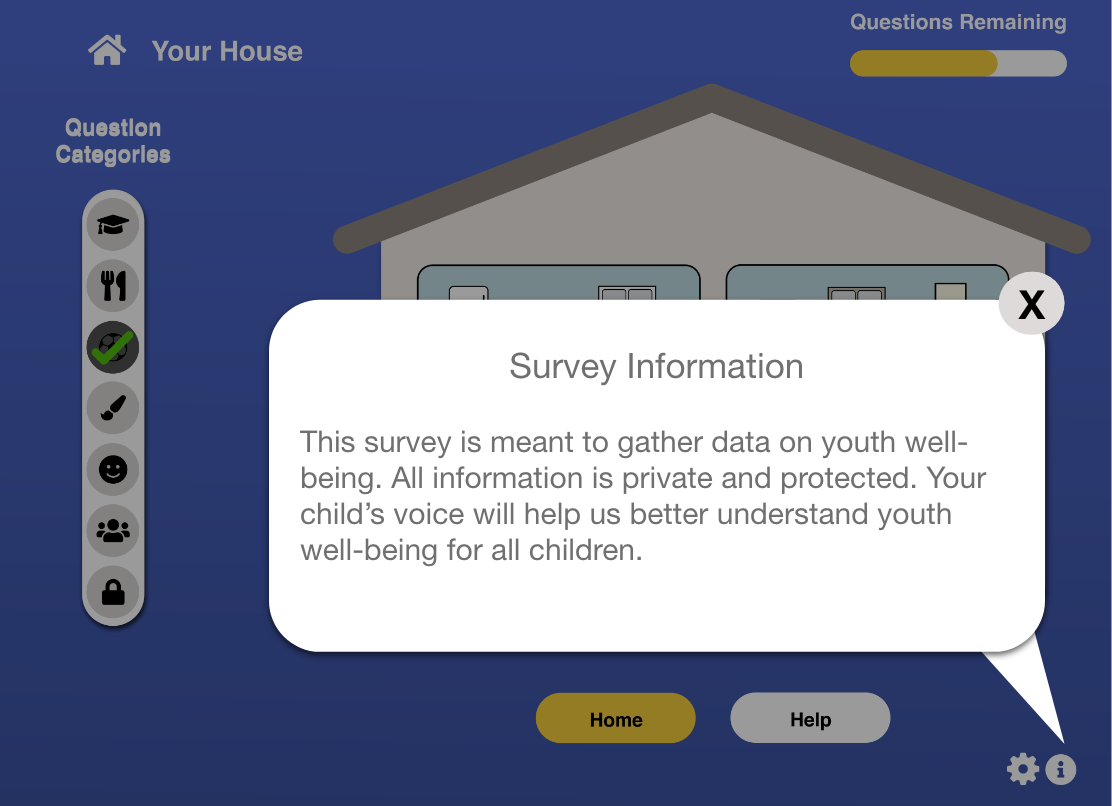 Your House
Questions Remaining
Question
Categories
X
Survey Information
This survey is meant to gather data on youth well-
being. All information is private and protected. Your
child’s voice will help us better understand youth
well-being for all children.
Home
Help